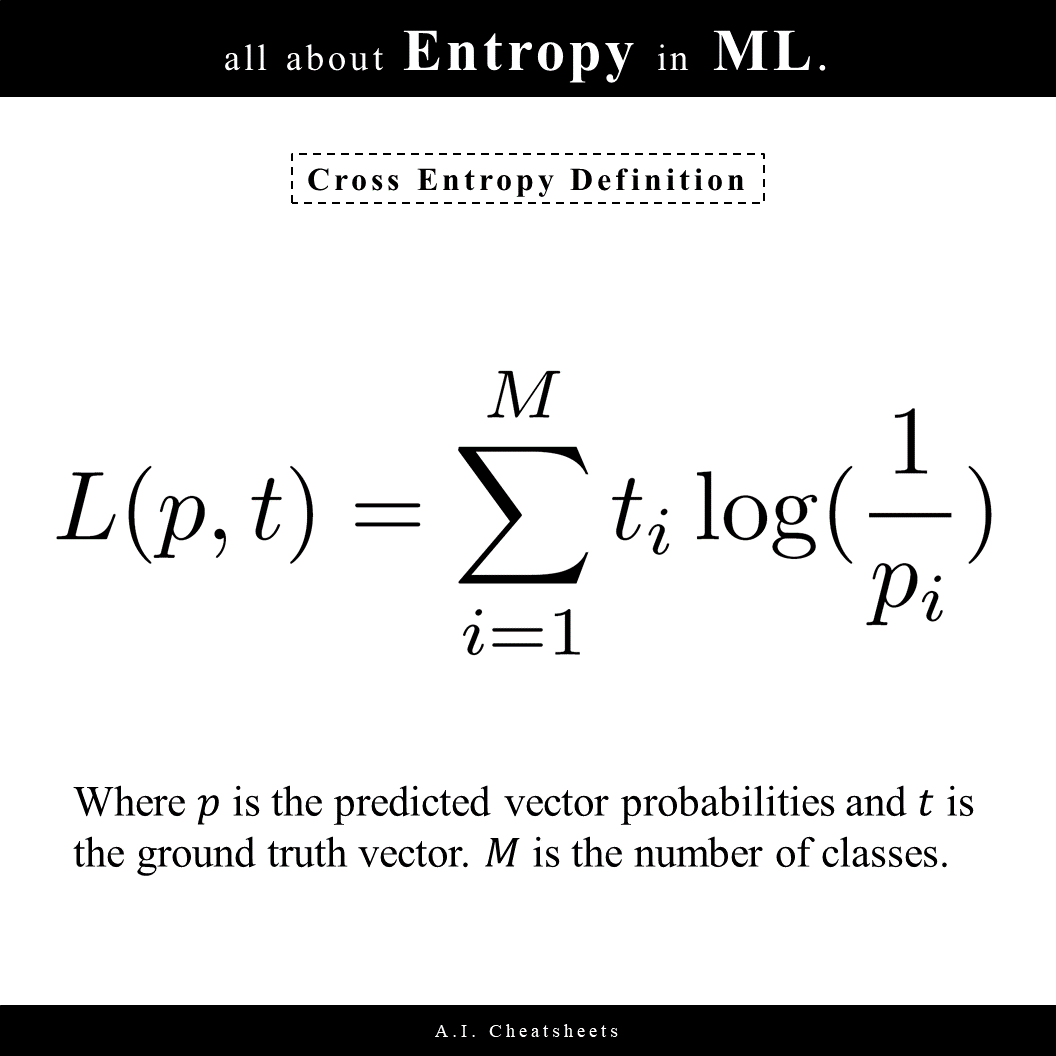 all about Entropy in ML.
Cross Entropy Definition
L(p, t) = \sum_{i=1}^{M} t_i \log(\frac{1}{p_i})
Where p is the predicted vector probabilities and t is
the ground truth vector. M is the number of classes.
A.I. Cheatsheets